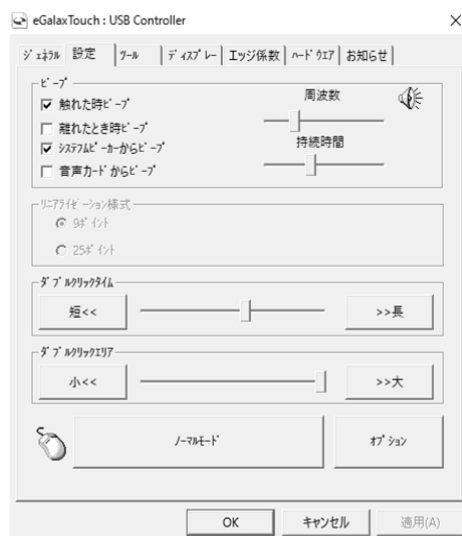 eGalaxTouch : USB Controller
ｼﾞｪﾈﾗﾙ 設定 ﾂｰﾙ ﾃﾞｨｽﾌﾟﾚｰ エッジ係数 ﾊｰﾄﾞｳｴｱ お知らせ
ﾋﾞｰﾌﾟ
触れた時ﾋﾞｰﾌﾟ
離れたとき時ﾋﾞｰﾌﾟ
ｼｽﾃﾑﾋﾟｰｶｰからﾋﾞｰﾌﾟ
音声ｶｰﾄﾞからﾋﾞｰﾌﾟ
周波数
持続時間
ﾘﾆｱﾗｲｾﾞｰｼｮﾝ様式
9ﾎﾟｲﾝﾄ
25ﾎﾟｲﾝﾄ
ﾀﾞﾌﾞﾙｸﾘｯｸﾀｲﾑ
短<< >>長
ﾀﾞﾌﾞﾙｸﾘｯｸｴﾘｱ
小<< >>大
ﾉｰﾏﾙﾓｰﾄﾞ ｵﾌﾟｼｮﾝ
OK キャンセル 適用(A)